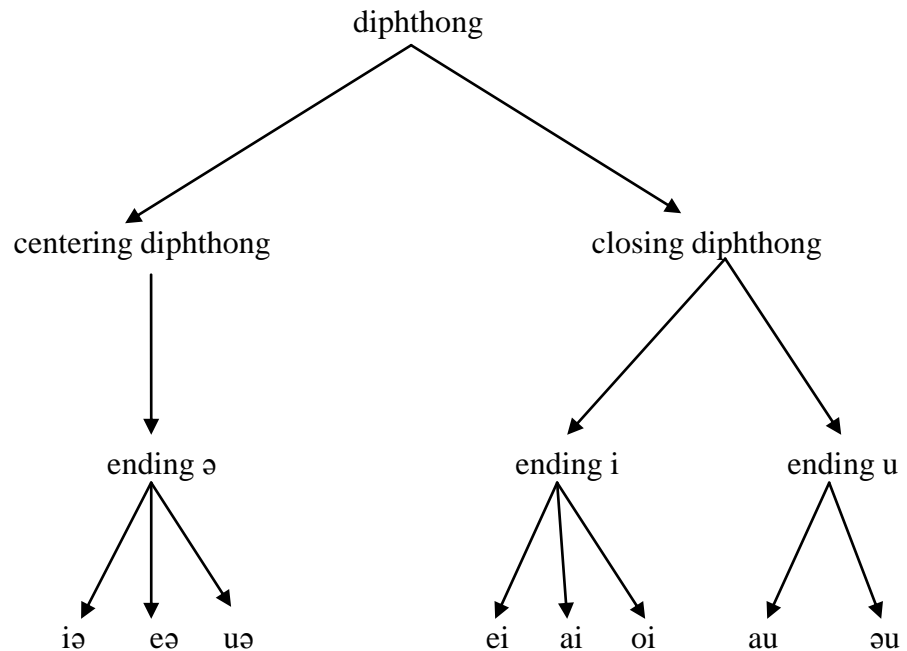 diphthong
centering diphthong closing diphthong
ending ə ending i ending u
iə eə uə ei ai oi au əu